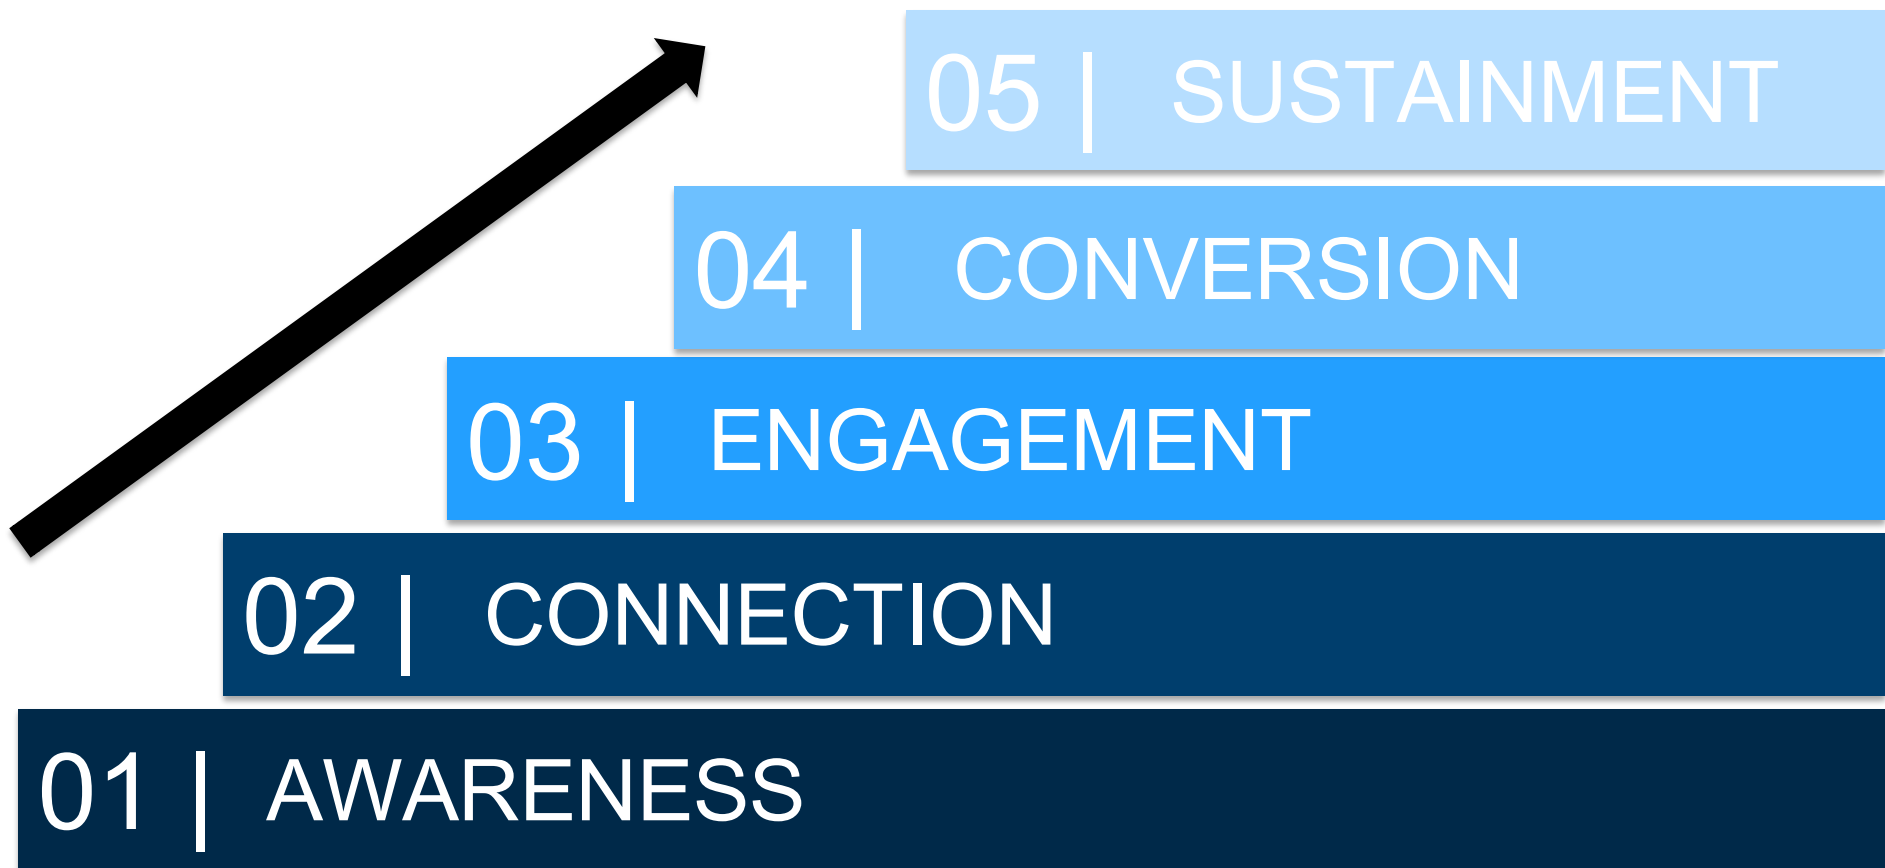 05 | SUSTAINMENT
04 | CONVERSION
03 | ENGAGEMENT
02 | CONNECTION
01 | AWARENESS